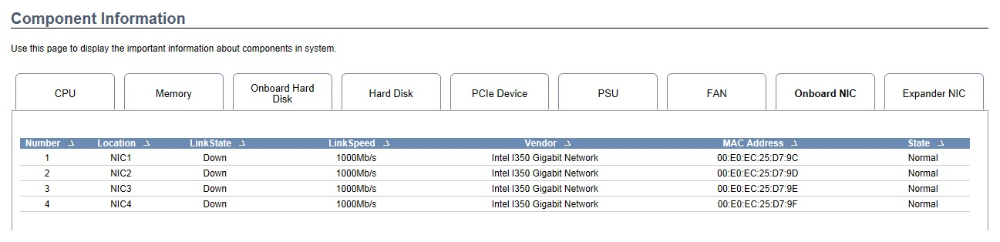 Component Information
Use this page to display the important information about components in system.
CPU Memory Onboard Hard Disk Hard Disk PCIe Device PSU FAN Onboard NIC Expander NIC
Number Location LinkState LinkSpeed Vendor MAC Address State
1 NIC1 Down 1000Mb/s Intel I350 Gigabit Network 00:E0:EC:25:D7:9C Normal
2 NIC2 Down 1000Mb/s Intel I350 Gigabit Network 00:E0:EC:25:D7:9D Normal
3 NIC3 Down 1000Mb/s Intel I350 Gigabit Network 00:E0:EC:25:D7:9E Normal
4 NIC4 Down 1000Mb/s Intel I350 Gigabit Network 00:E0:EC:25:D7:9F Normal